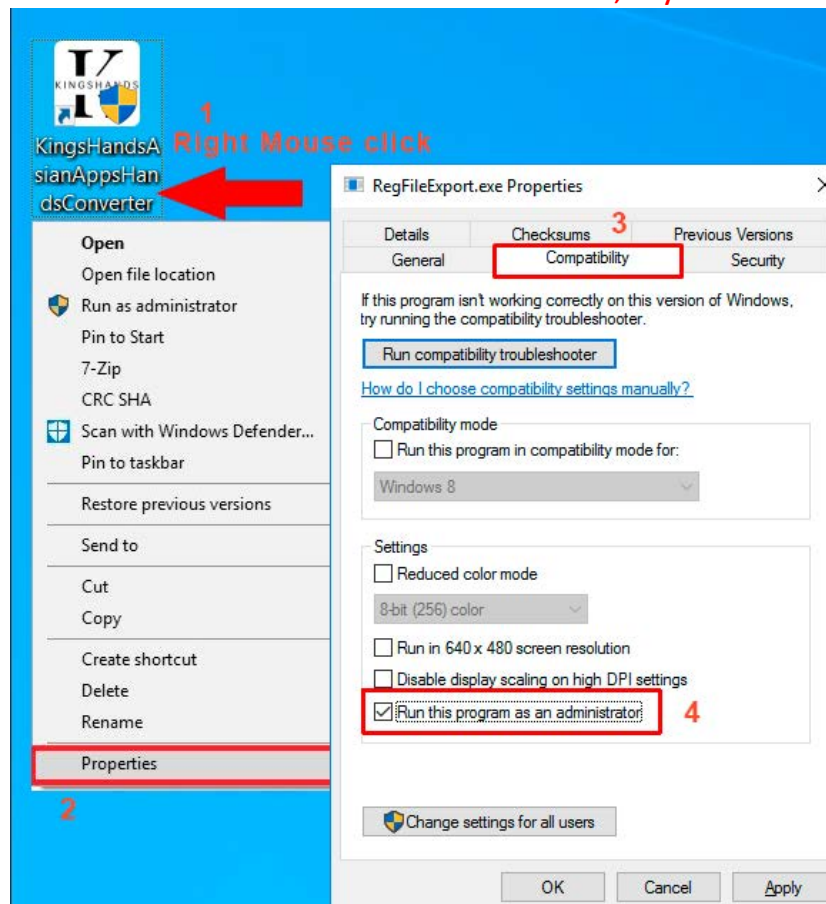 KINGSHANDS
KingsHandsA
sianAppsHan
dsConverter
1
Right Mouse click
Open
Open file location
Run as administrator
Pin to Start
7-Zip
CRC SHA
Scan with Windows Defender...
Pin to taskbar
Restore previous versions
Send to
Cut
Copy
Create shortcut
Delete
Rename
Properties
2
RegFileExport.exe Properties
3
Details Checksums Previous Versions
General Compatibility Security
If this program isn't working correctly on this version of Windows,
try running the compatibility troubleshooter.
Run compatibility troubleshooter
How do I choose compatibility settings manually?
Compatibility mode
Run this program in compatibility mode for:
Windows 8
Settings
Reduced color mode
8-bit (256) color
Run in 640 x 480 screen resolution
Disable display scaling on high DPI settings
Run this program as an administrator
4
Change settings for all users
OK Cancel Apply